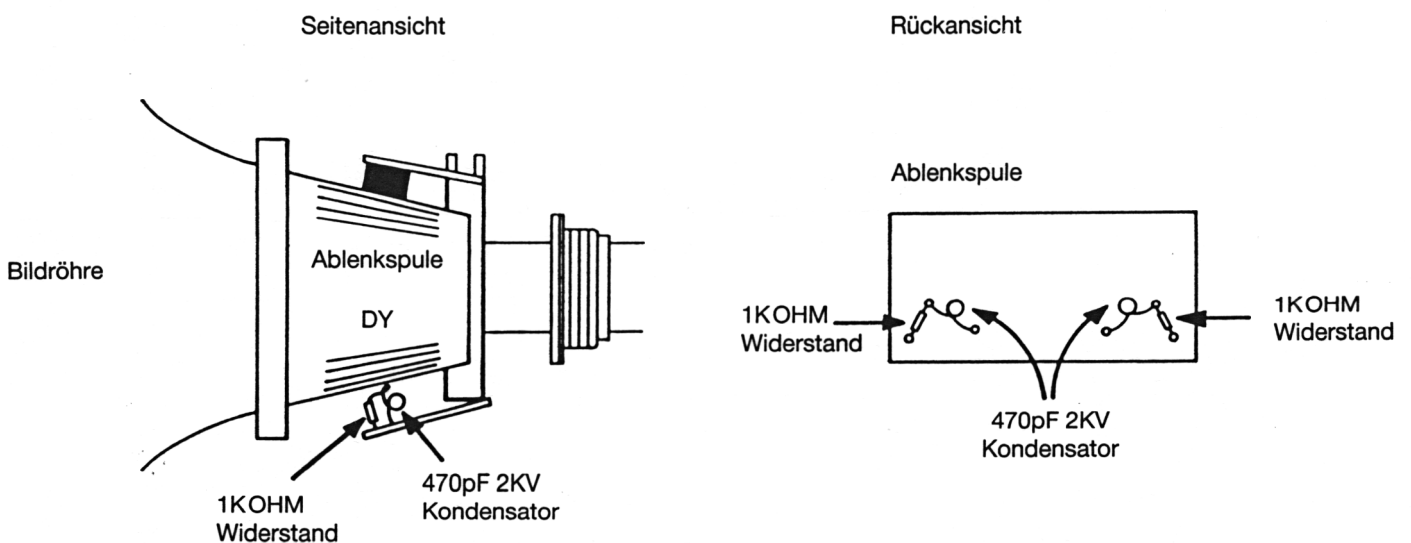 Seitenansicht
Rückansicht
Ablenkspule
Bildröhre
Ablenkspule
DY
1KOHM
Widerstand
1KOHM
Widerstand
470pF 2KV
Kondensator
470pF 2KV
Kondensator
1KOHM
Widerstand